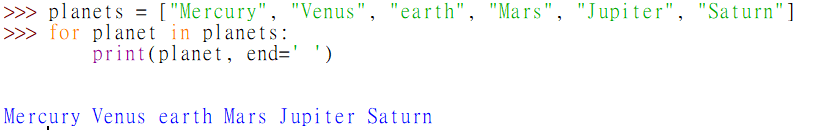 >>> planets = ["Mercury", "Venus", "earth", "Mars", "Jupiter", "Saturn"]
>>> for planet in planets:
        print(planet, end=' ')
Mercury Venus earth Mars Jupiter Saturn